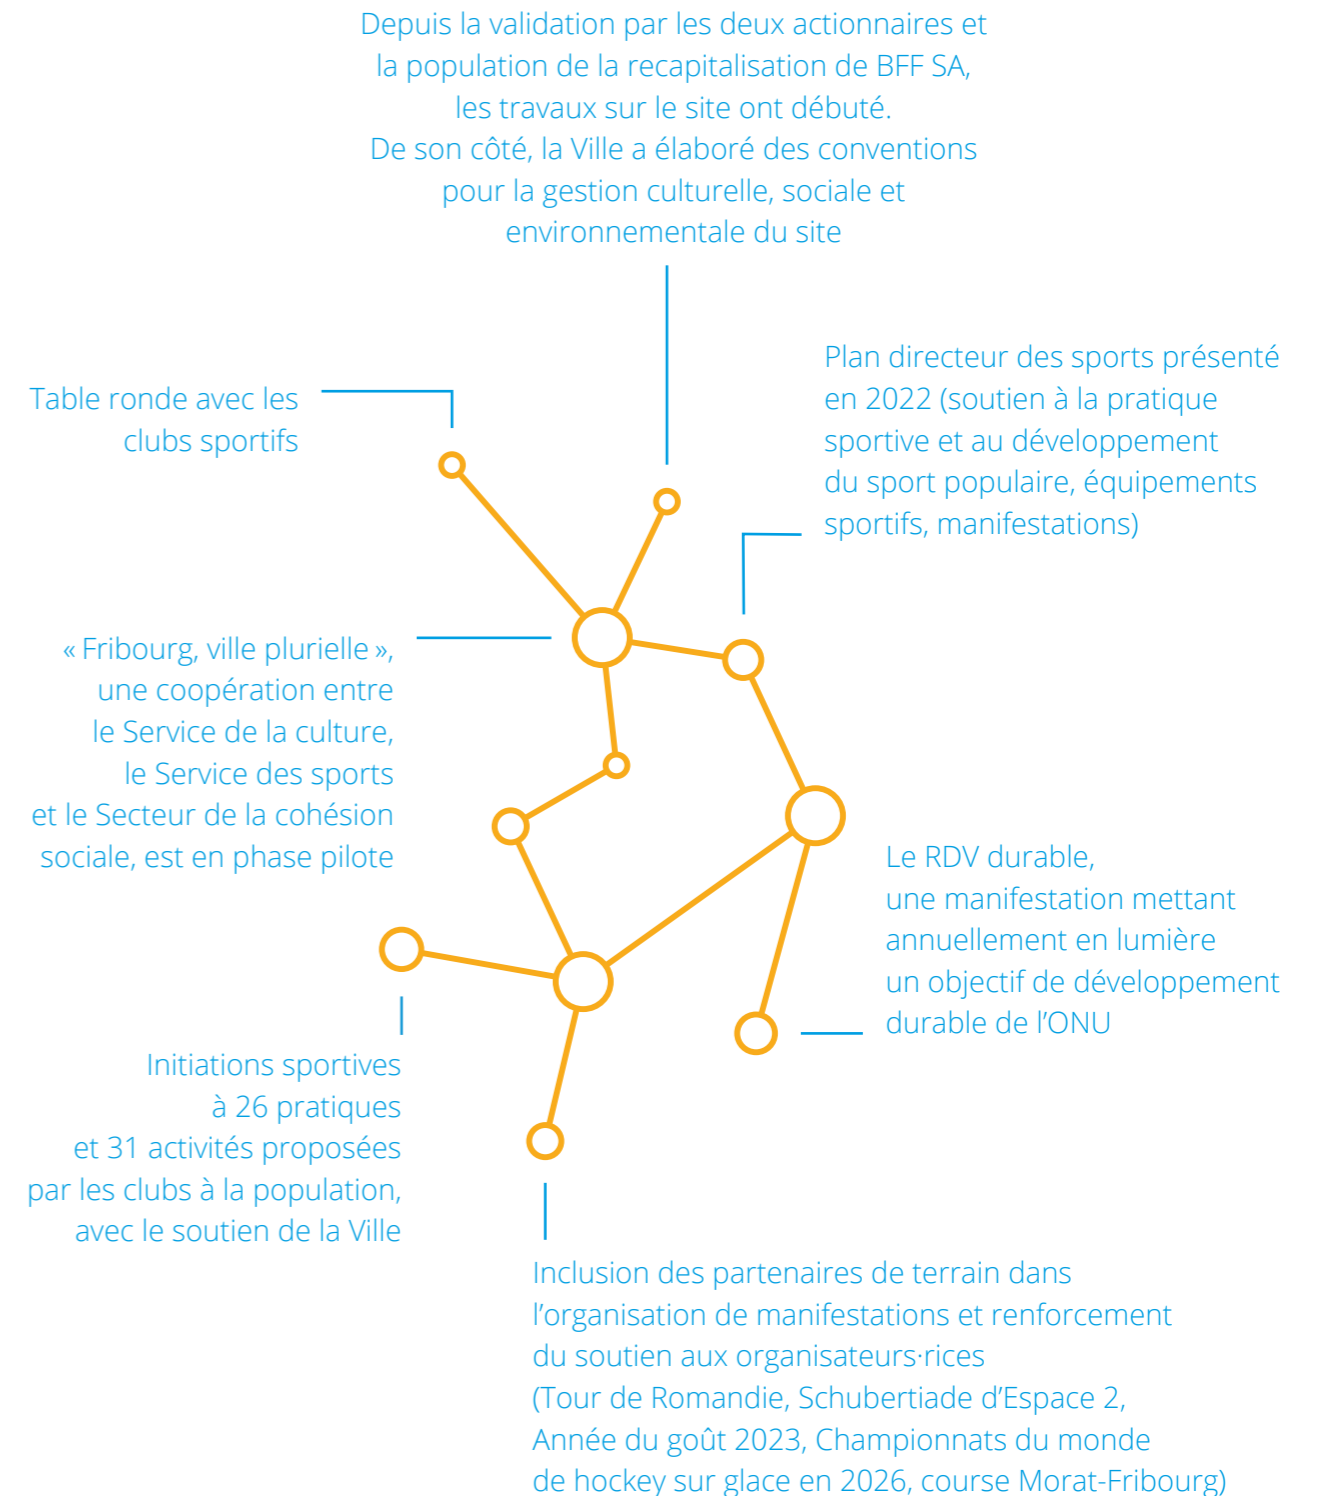 Depuis la validation par les deux actionnaires et
la population de la recapitalisation de BFF SA,
les travaux sur le site ont débuté.
De son côté, la Ville a élaboré des conventions
pour la gestion culturelle, sociale et
environnementale du site
Table ronde avec les
clubs sportifs
Plan directeur des sports présenté
en 2022 (soutien à la pratique
sportive et au développement
du sport populaire, équipements
sportifs, manifestations)
« Fribourg, ville plurielle »,
une coopération entre
le Service de la culture,
le Service des sports
et le Secteur de la cohésion
sociale, est en phase pilote
Le RDV durable,
une manifestation mettant
annuellement en lumière
un objectif de développement
durable de l’ONU
Initiations sportives
à 26 pratiques
et 31 activités proposées
par les clubs à la population,
avec le soutien de la Ville
Inclusion des partenaires de terrain dans
l’organisation de manifestations et renforcement
du soutien aux organisateurs·rices
(Tour de Romandie, Schubertiade d’Espace 2,
Année du goût 2023, Championnats du monde
de hockey sur glace en 2026, course Morat-Fribourg)